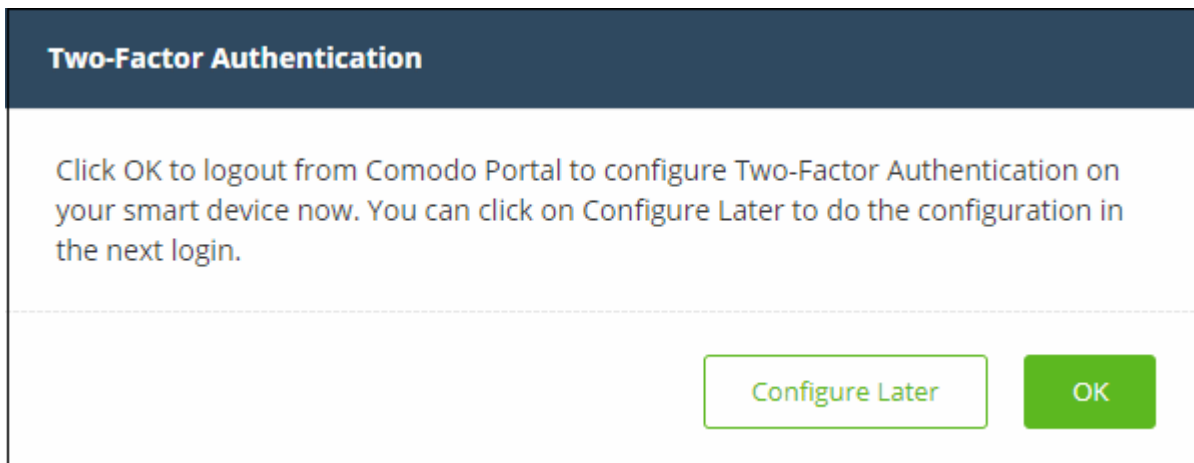 Two-Factor Authentication
Click OK to logout from Comodo Portal to configure Two-Factor Authentication on
your smart device now. You can click on Configure Later to do the configuration in
the next login.
Configure Later
OK